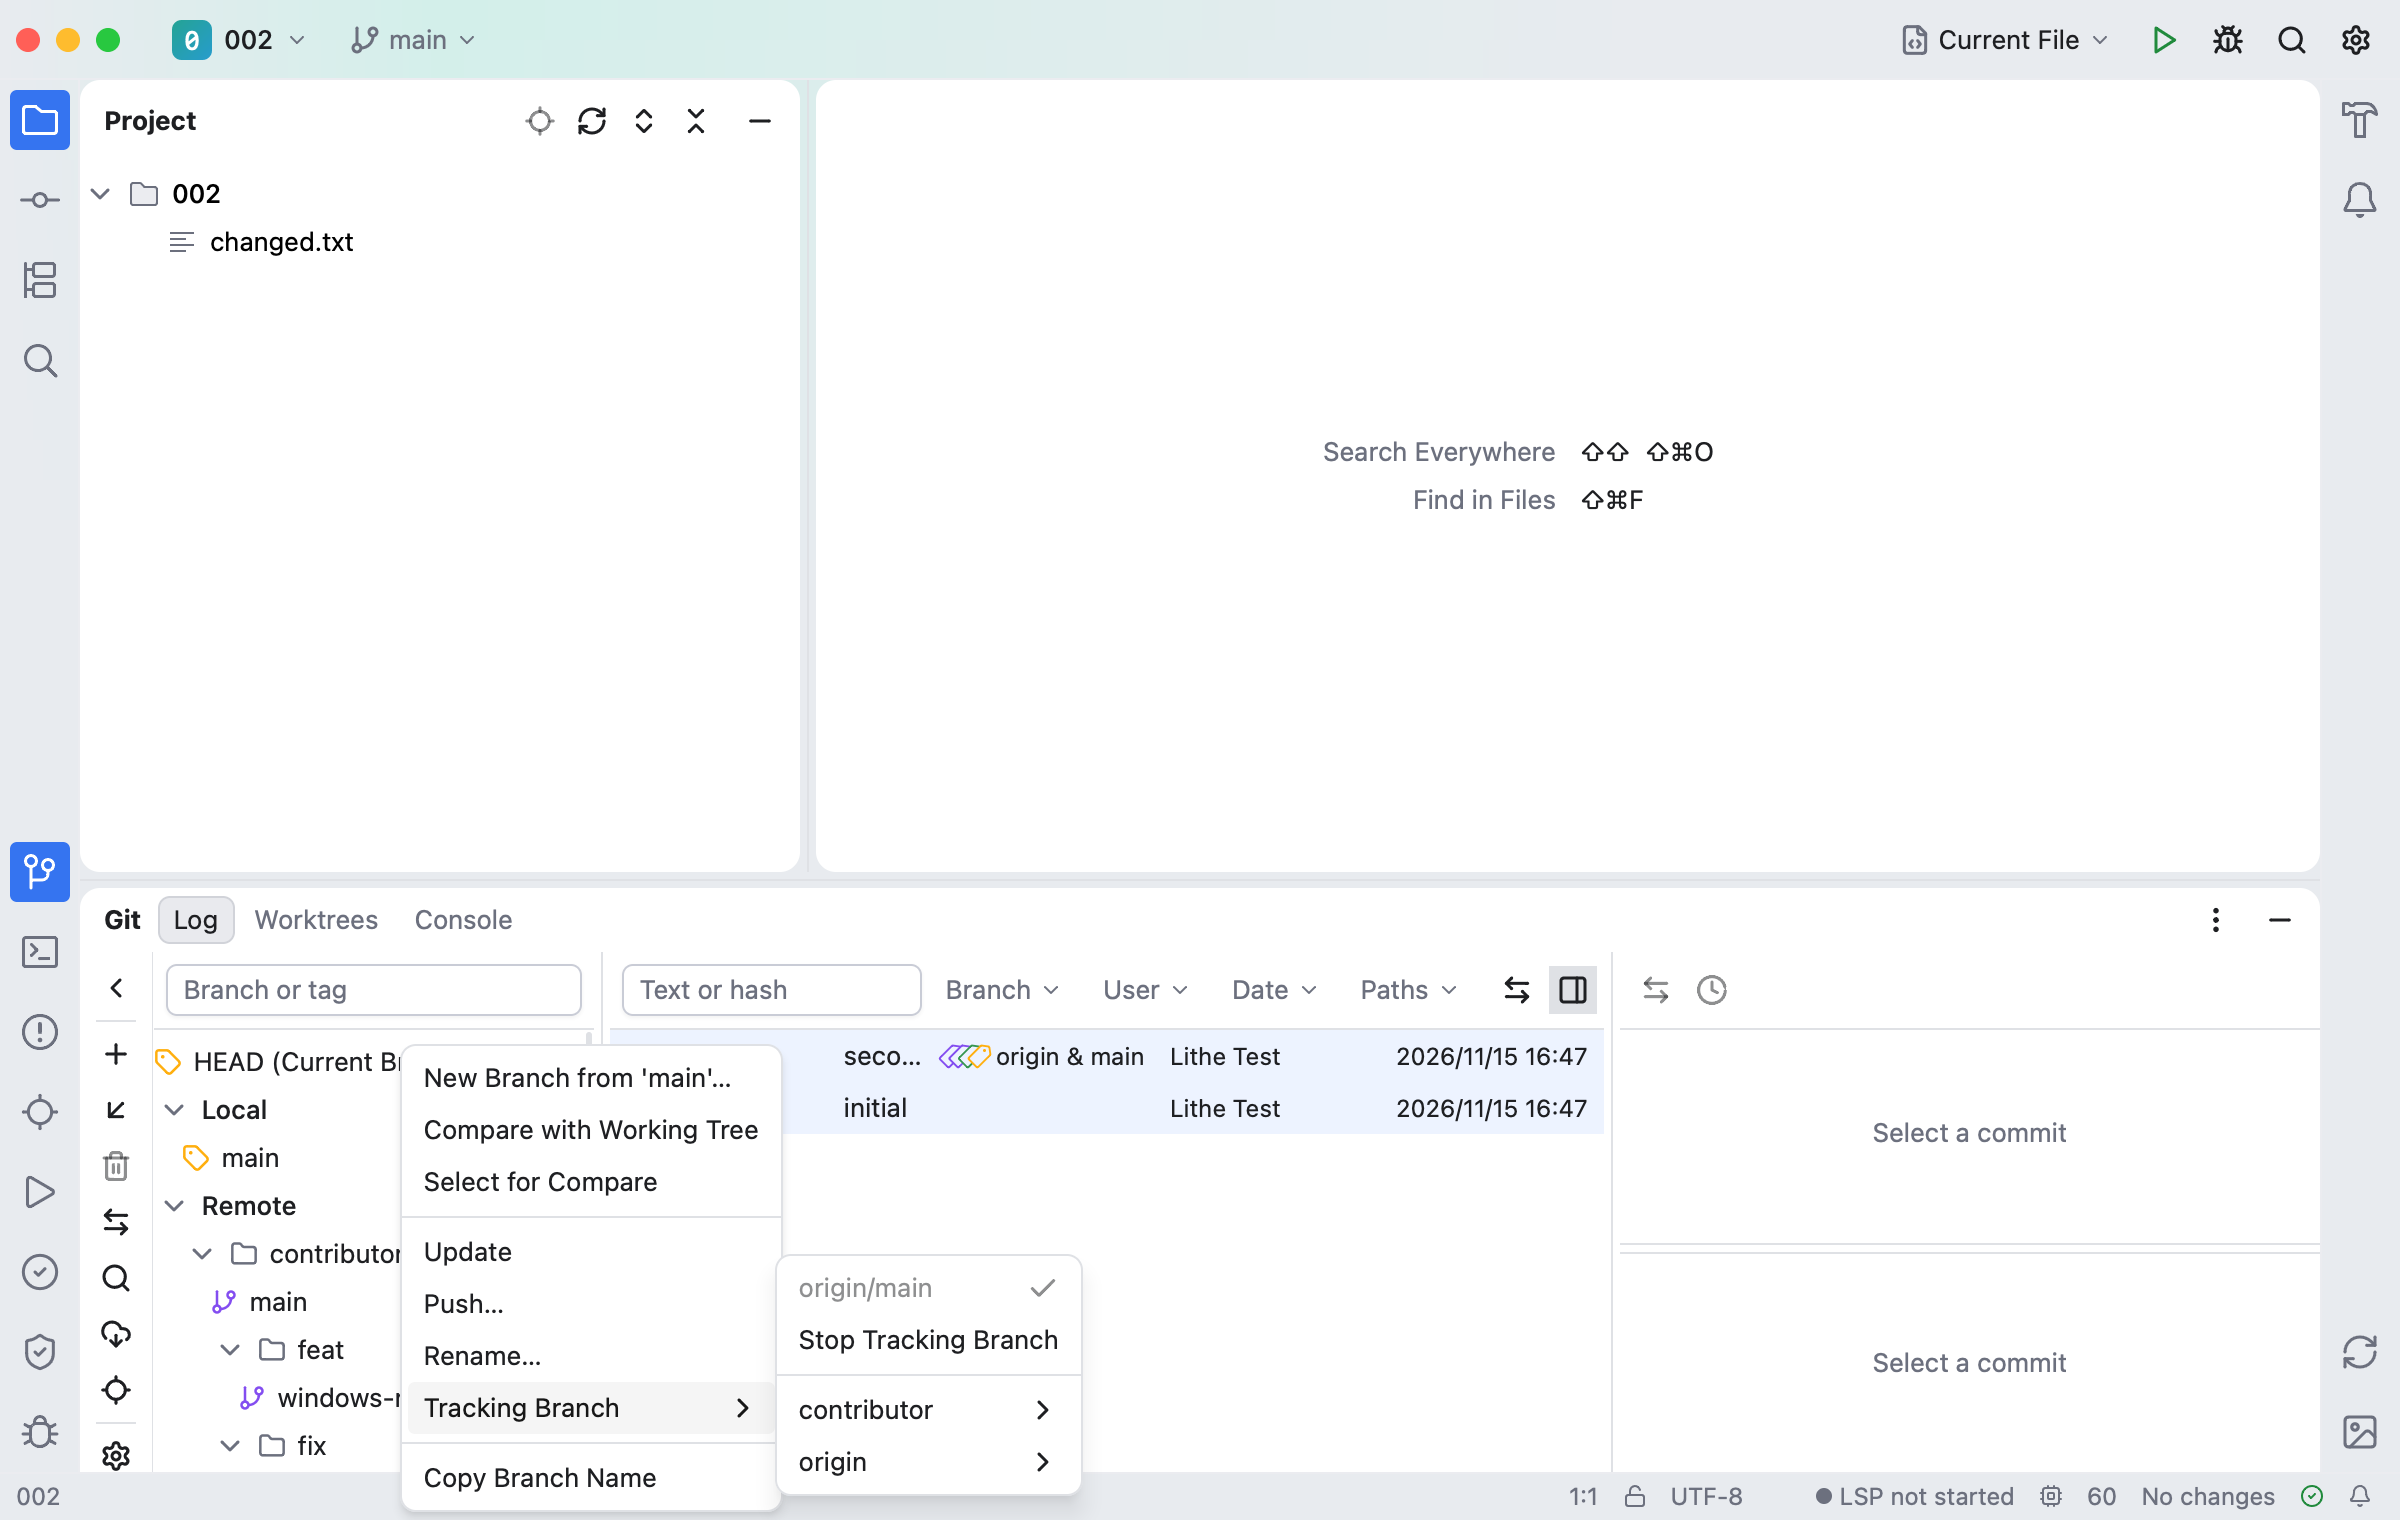 0 002 main Current File
Project
002
changed.txt
Search Everywhere ⇧⇧ ⇧⌘O
Find in Files ⇧⌘F
Git Log Worktrees Console
Branch or tag
Text or hash Branch User Date Paths
HEAD (Current Br
Local
main
Remote
contributor
main
feat
windows-r
fix
New Branch from 'main'...
Compare with Working Tree
Select for Compare
Update
Push...
Rename...
Tracking Branch
Copy Branch Name
origin/main
Stop Tracking Branch
contributor
origin
seco... origin & main Lithe Test 2026/11/15 16:47
initial Lithe Test 2026/11/15 16:47
Select a commit
Select a commit
002 1:1 UTF-8 LSP not started 60 No changes